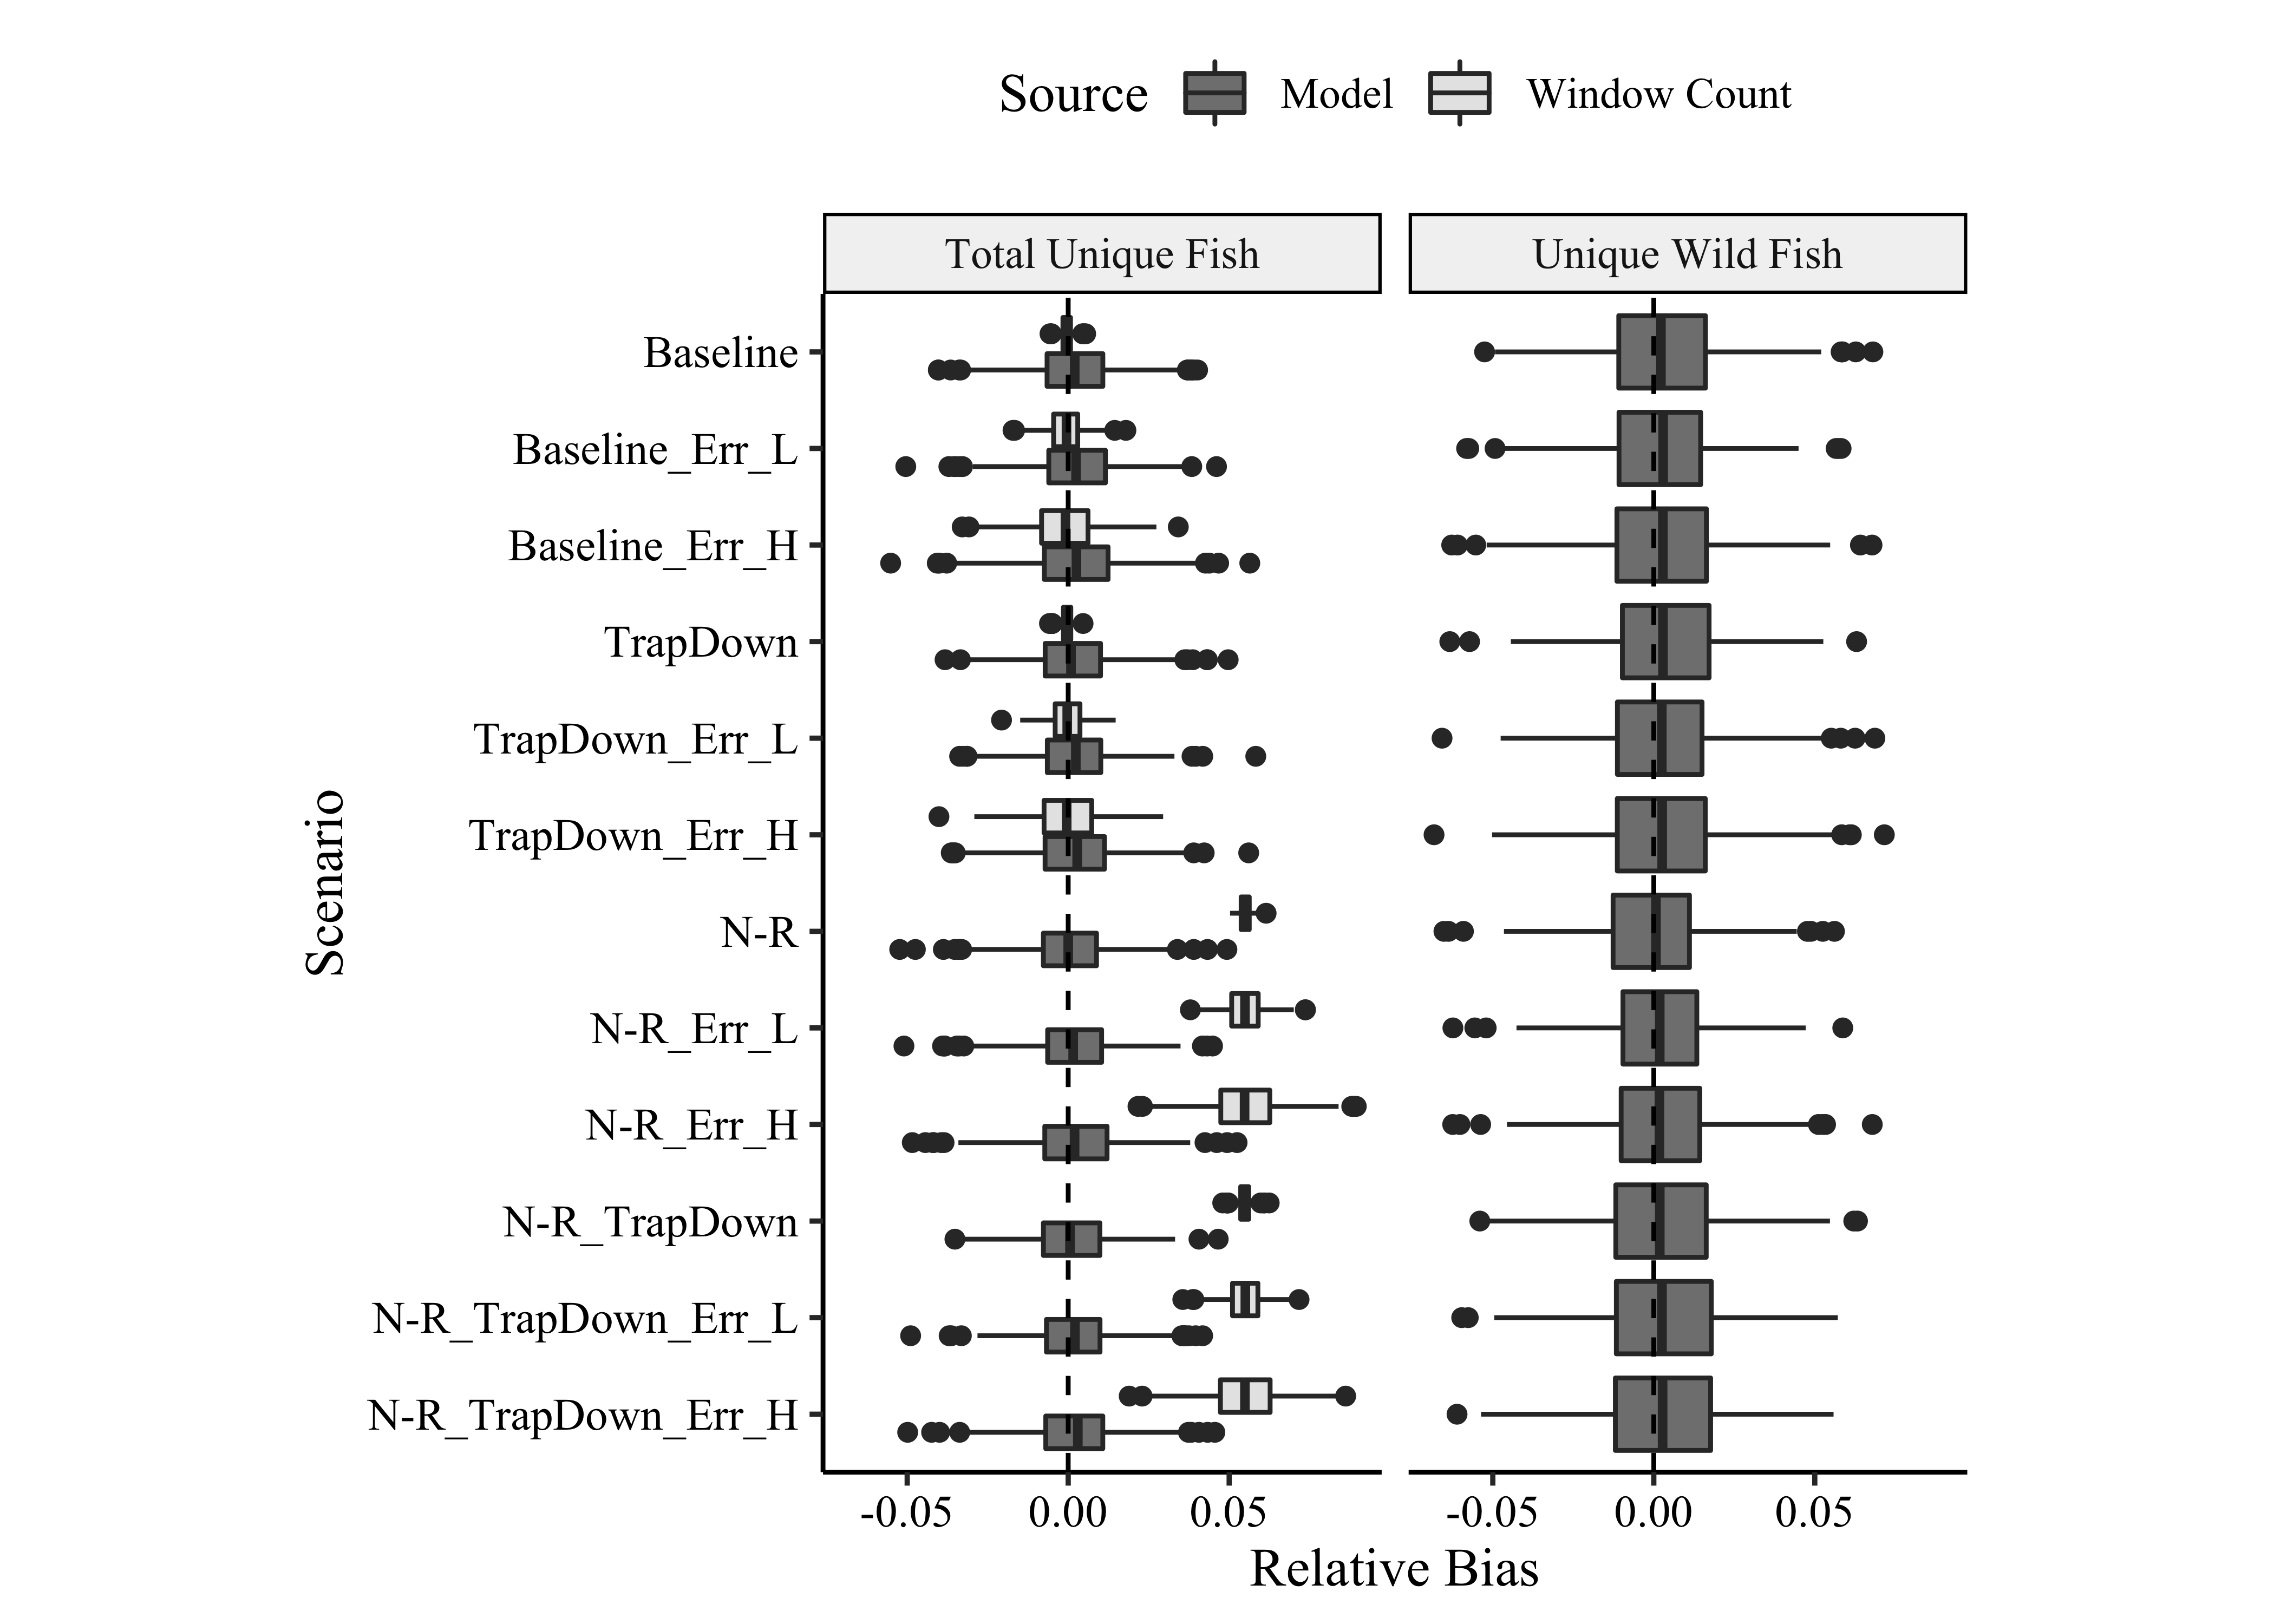 Source Model Window Count
Total Unique Fish Unique Wild Fish
Baseline
Baseline_Err_L
Baseline_Err_H
TrapDown
TrapDown_Err_L
TrapDown_Err_H
N-R
N-R_Err_L
N-R_Err_H
N-R_TrapDown
N-R_TrapDown_Err_L
N-R_TrapDown_Err_H
Scenario
-0.05 0.00 0.05 -0.05 0.00 0.05
Relative Bias